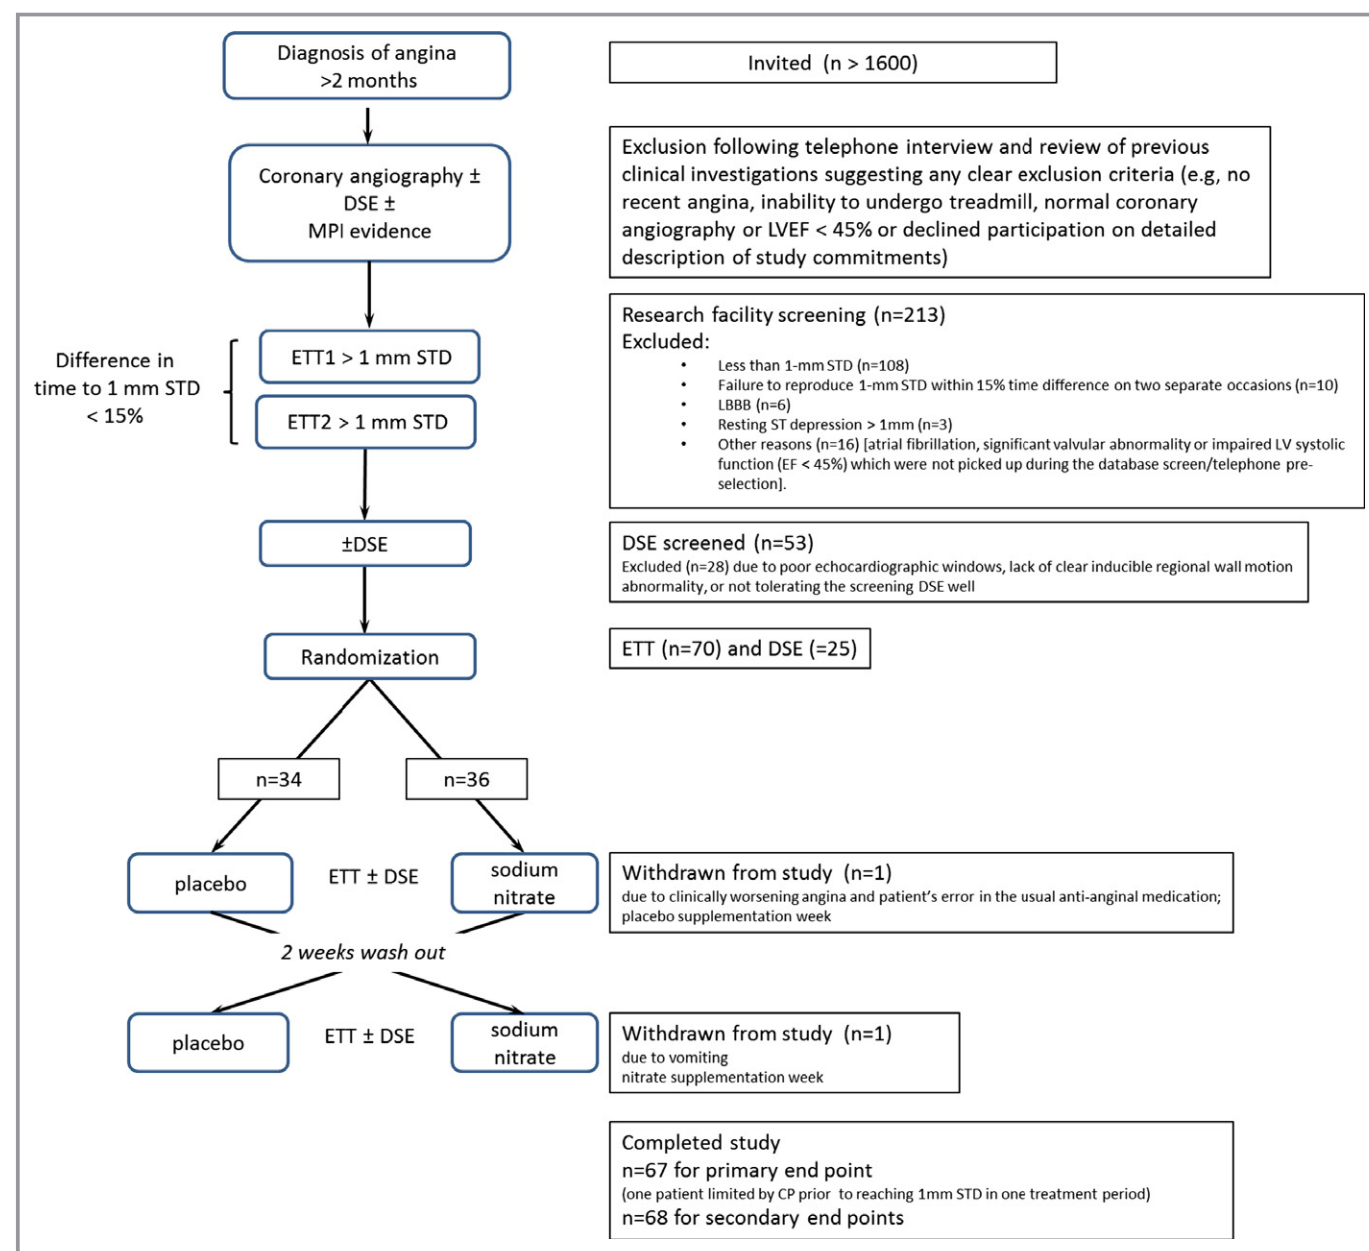 Diagnosis of angina
>2 months
Invited (n > 1600)
Coronary angiography ±
DSE ±
MPI evidence
Exclusion following telephone interview and review of previous
clinical investigations suggesting any clear exclusion criteria (e.g, no
recent angina, inability to undergo treadmill, normal coronary
angiography or LVEF < 45% or declined participation on detailed
description of study commitments)
Difference in
time to 1 mm STD
< 15%
ETT1 > 1 mm STD
ETT2 > 1 mm STD
Research facility screening (n=213)
Excluded:
• Less than 1-mm STD (n=108)
• Failure to reproduce 1-mm STD within 15% time difference on two separate occasions (n=10)
• LBBB (n=6)
• Resting ST depression > 1mm (n=3)
• Other reasons (n=16) [atrial fibrillation, significant valvular abnormality or impaired LV systolic
function (EF < 45%) which were not picked up during the database screen/telephone pre-
selection].
±DSE
DSE screened (n=53)
Excluded (n=28) due to poor echocardiographic windows, lack of clear inducible regional wall motion
abnormality, or not tolerating the screening DSE well
Randomization
ETT (n=70) and DSE (=25)
n=34
n=36
placebo
ETT ± DSE
sodium
nitrate
Withdrawn from study (n=1)
due to clinically worsening angina and patient's error in the usual anti-anginal medication;
placebo supplementation week
2 weeks wash out
placebo
ETT ± DSE
sodium
nitrate
Withdrawn from study (n=1)
due to vomiting
nitrate supplementation week
Completed study
n=67 for primary end point
(one patient limited by CP prior to reaching 1mm STD in one treatment period)
n=68 for secondary end points